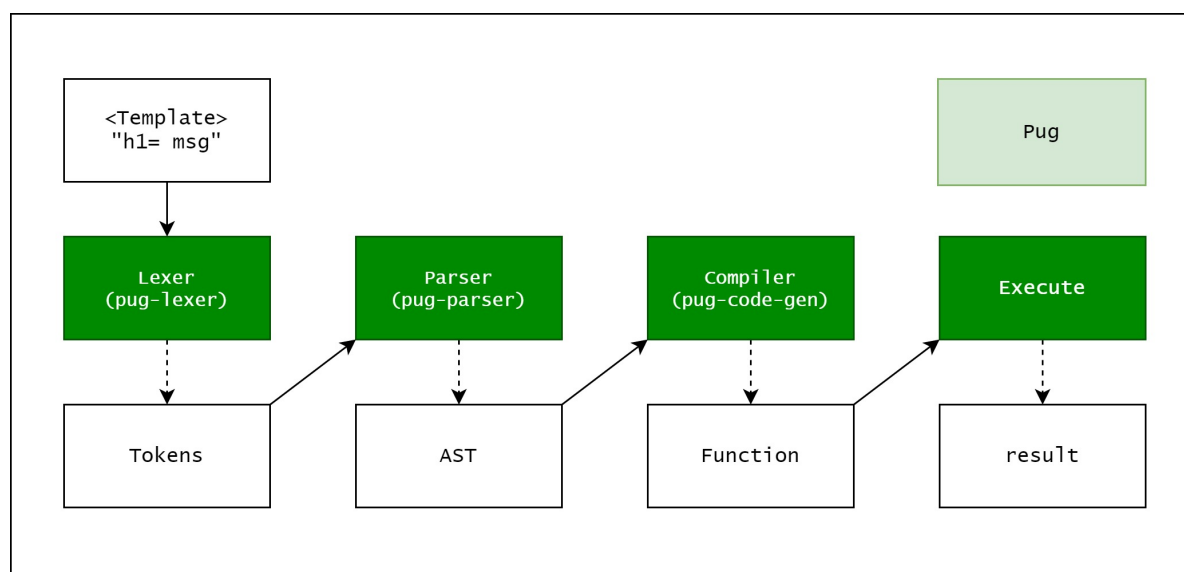 <Template>
"h1= msg"
Pug
Lexer
(pug-lexer)
Parser
(pug-parser)
Compiler
(pug-code-gen)
Execute
Tokens
AST
Function
result